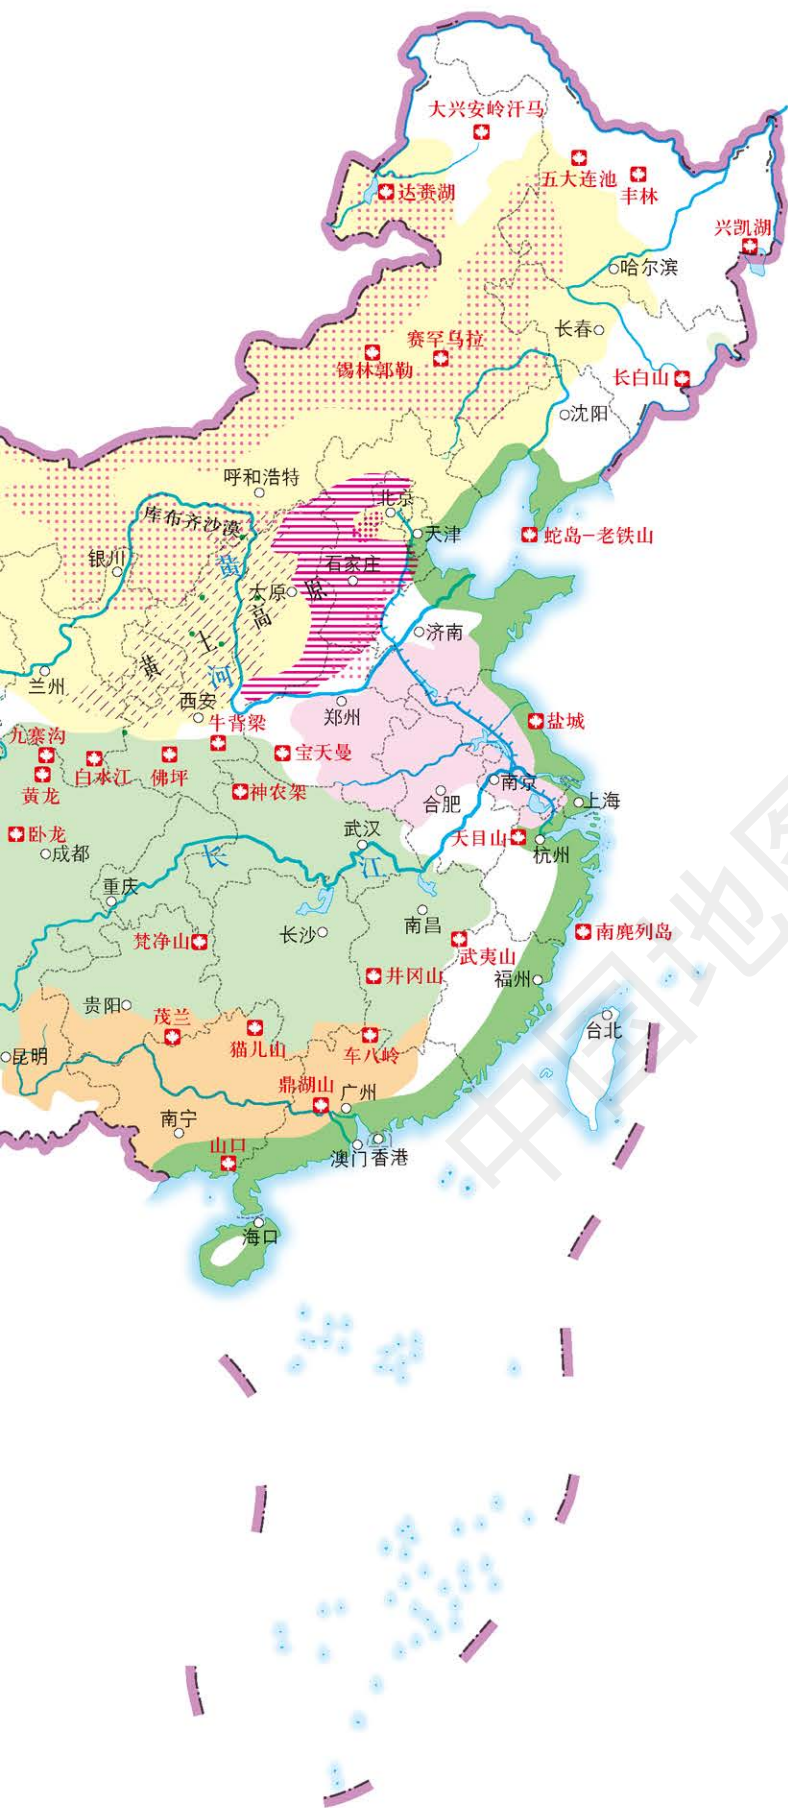 大兴安岭汗马
五大连池
丰林
达赉湖
兴凯湖
哈尔滨
长春
赛罕乌拉
锡林郭勒
长白山
沈阳
呼和浩特
北京
库布齐沙漠
天津
蛇岛-老铁山
银川
黄
石家庄
太原
原
高
济南
土
黄
河
兰州
西安
郑州
牛背梁
盐城
九寨沟
宝天曼
白水江
佛坪
黄龙
神农架
南京
合肥
上海
卧龙
武汉
天目山
成都
长
江
杭州
重庆
长沙
南昌
南麂列岛
梵净山
武夷山
井冈山
福州
贵阳
茂兰
台北
猫儿山
车八岭
昆明
鼎湖山
广州
南宁
山口
澳门
香港
海口
中国地图